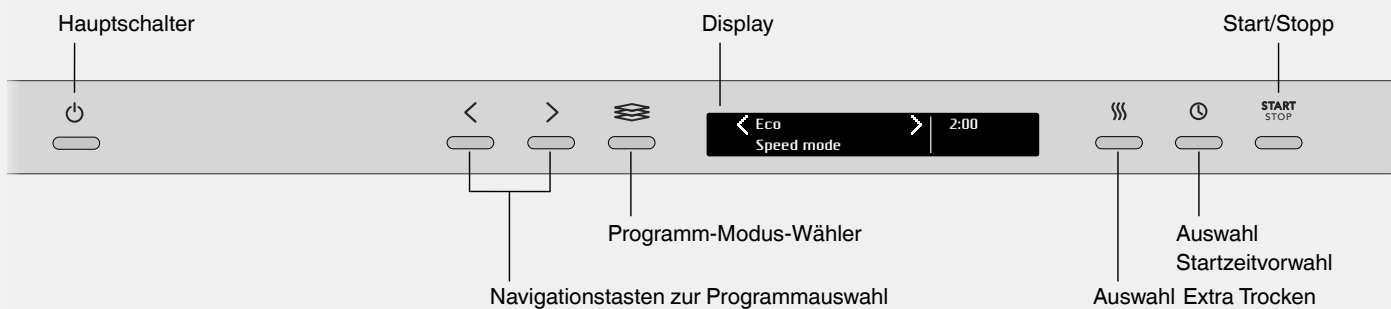 Hauptschalter
Display
Start/Stopp
START
STOP
Eco
2:00
Speed mode
Programm-Modus-Wähler
Auswahl
Startzeitvorwahl
Navigationstasten zur Programmauswahl
Auswahl Extra Trocken